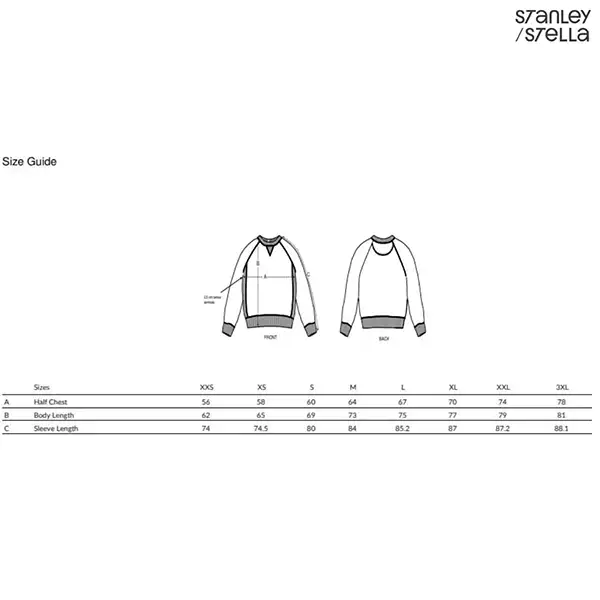 STANLEY
/STELLA
Size Guide
B
A
C
FRONT
BACK
Sizes XXS XS S M L XL XXL 3XL
A Half Chest 56 58 60 64 67 70 74 78
B Body Length 62 65 69 73 75 77 79 81
C Sleeve Length 74 74.5 80 84 85.2 87 87.2 88.1